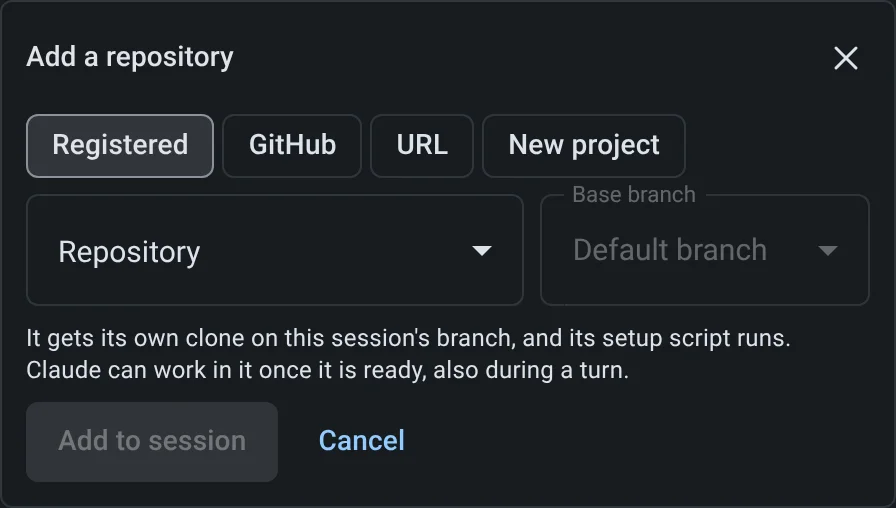 Add a repository
Registered
GitHub
URL
New project
Repository
Base branch
Default branch
It gets its own clone on this session's branch, and its setup script runs.
Claude can work in it once it is ready, also during a turn.
Add to session
Cancel